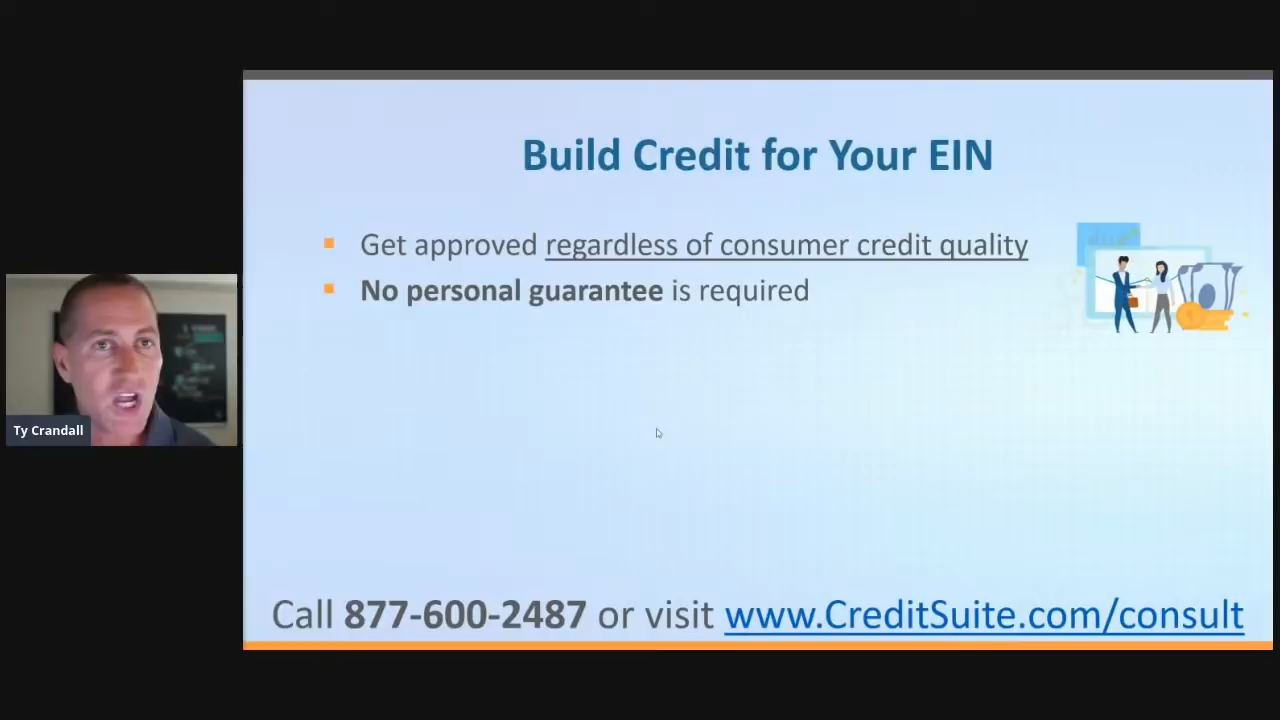 Build Credit for Your EIN
Get approved regardless of consumer credit quality
No personal guarantee is required
Ty Crandall
Call 877-600-2487 or visit www.CreditSuite.com/consult